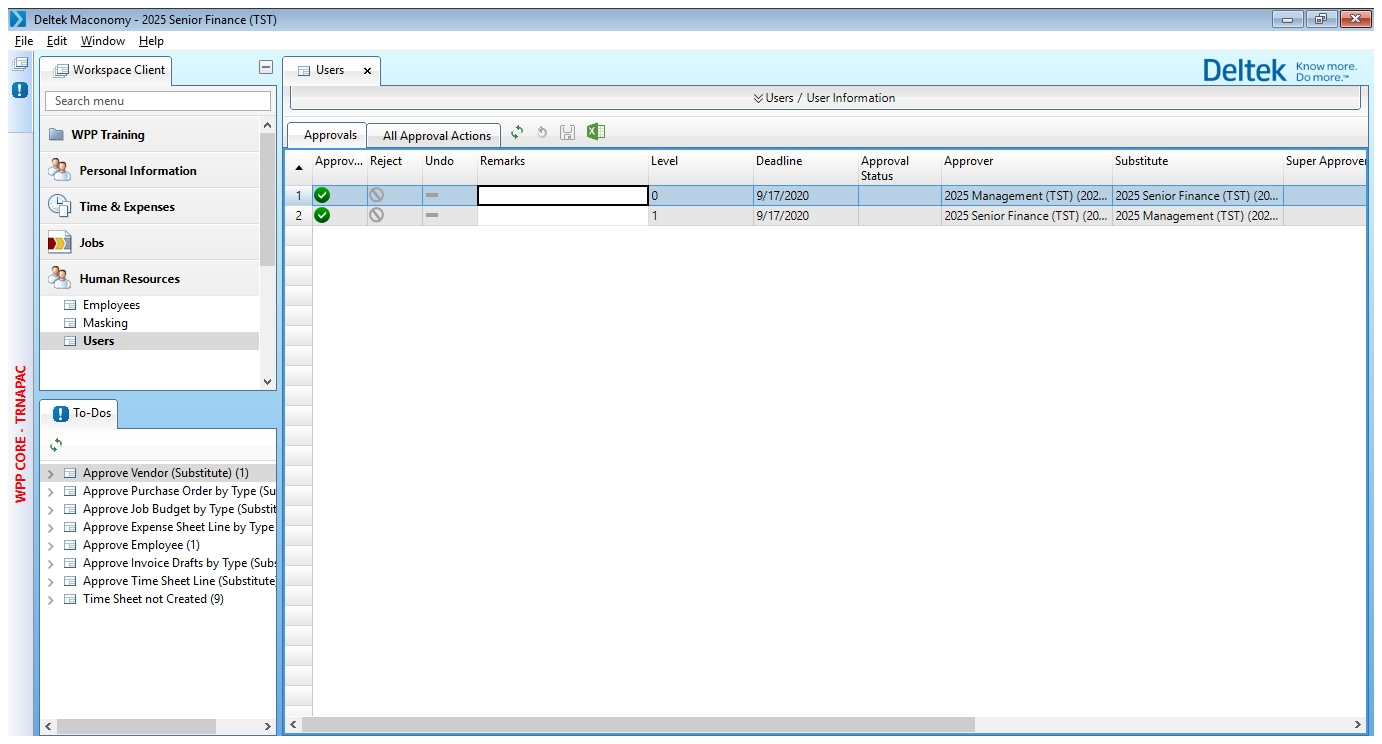 Deltek Maconomy - 2025 Senior Finance (TST)
File Edit Window Help
Workspace Client
Search menu
WPP Training
Personal Information
Time & Expenses
Jobs
Human Resources
Employees
Masking
Users
WPP CORE - TRNAPAC
To-Dos
Approve Vendor (Substitute) (1)
Approve Purchase Order by Type (Su
Approve Job Budget by Type (Substit
Approve Expense Sheet Line by Type
Approve Employee (1)
Approve Invoice Drafts by Type (Subs
Approve Time Sheet Line (Substitute
Time Sheet not Created (9)
Users x
Deltek Know more.
Do more.™
Users / User Information
Approvals All Approval Actions
Approv... Reject Undo Remarks Level Deadline Approval Status Approver Substitute Super Approver
1 0 9/17/2020 2025 Management (TST) (202... 2025 Senior Finance (TST) (20...
2 1 9/17/2020 2025 Senior Finance (TST) (20... 2025 Management (TST) (202...